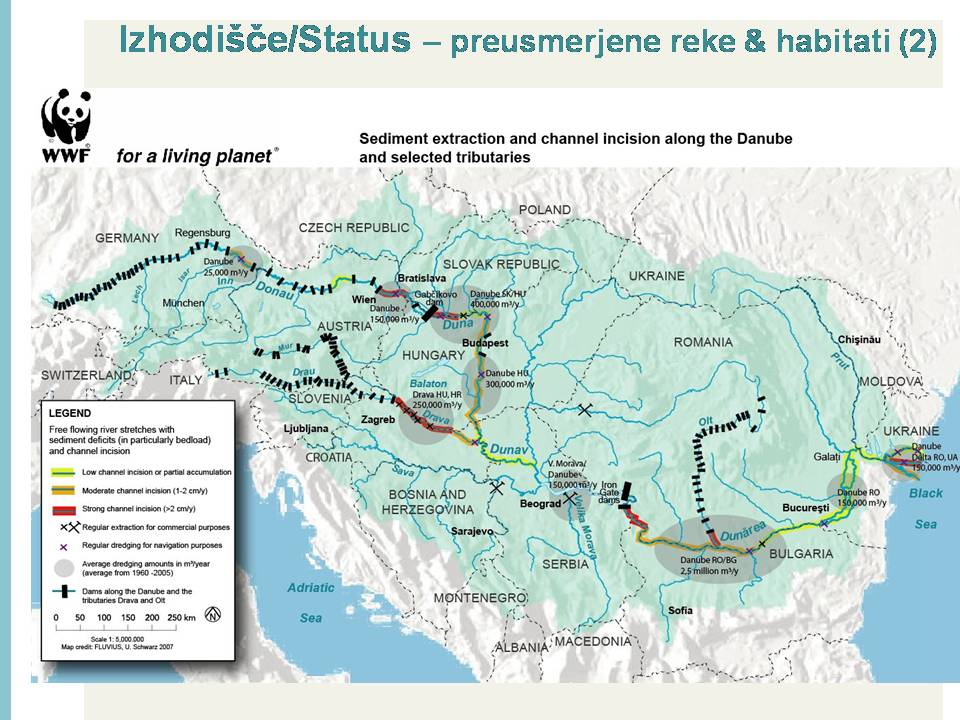 Izhodišče/Status – preusmerjene reke & habitati (2)
WWF
for a living planet®
Sediment extraction and channel incision along the Danube
and selected tributaries
POLAND
GERMANY
Regensburg
CZECH REPUBLIC
Danube
25,000 m³/y
Isar
Inn
Lech
Donau
München
SLOVAK REPUBLIC
UKRAINE
Bratislava
Wien
Gabčikovo
dam
Danube SK/HU
400,000 m³/y
Danube
150,000 m³/y
Duna
AUSTRIA
Budapest
ROMANIA
Chişinău
Prut
Mur
HUNGARY
SWITZERLAND
ITALY
Drau
Danube HU
300,000 m³/y
MOLDOVA
Balaton
Drava HU, HR
250,000 m³/y
SLOVENIA
Zagreb
Drava
Olt
UKRAINE
Ljubljana
Dunav
Galaţi
Danube
Delta RO, UA
150,000 m³/y
CROATIA
Sava
V. Morava/
Danube
150,000 m³/y
Iron
Gate
dams
Danube RO
150,000 m³/y
Black
Sea
BOSNIA AND
HERZEGOVINA
Beograd
Bucureşti
Velika Morava
Sarajevo
Dunărea
BULGARIA
SERBIA
Danube RO/BG
2,5 million m³/y
Adriatic
Sea
MONTENEGRO
Sofia
ALBANIA
MACEDONIA
LEGEND
Free flowing river stretches with
sediment deficits (in particularly bedload)
and channel incision
Low channel incision or partial accumulation
Moderate channel incision (1-2 cm/y)
Strong channel incision (>2 cm/y)
Regular extraction for commercial purposes
Regular dredging for navigation purposes
Average dredging amounts in m³/year
(average from 1960 -2005)
Dams along the Danube and the
tributaries Drava and Olt
0 50 100 150 200 250 km
N
Scale 1: 5,000,000
Map credit: FLUVIUS, U. Schwarz 2007